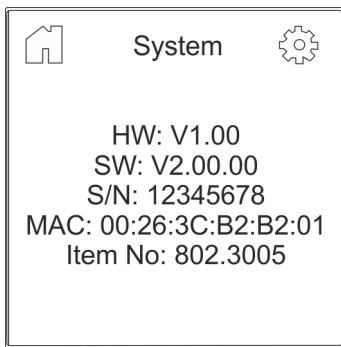 System
HW: V1.00
SW: V2.00.00
S/N: 12345678
MAC: 00:26:3C:B2:B2:01
Item No: 802.3005